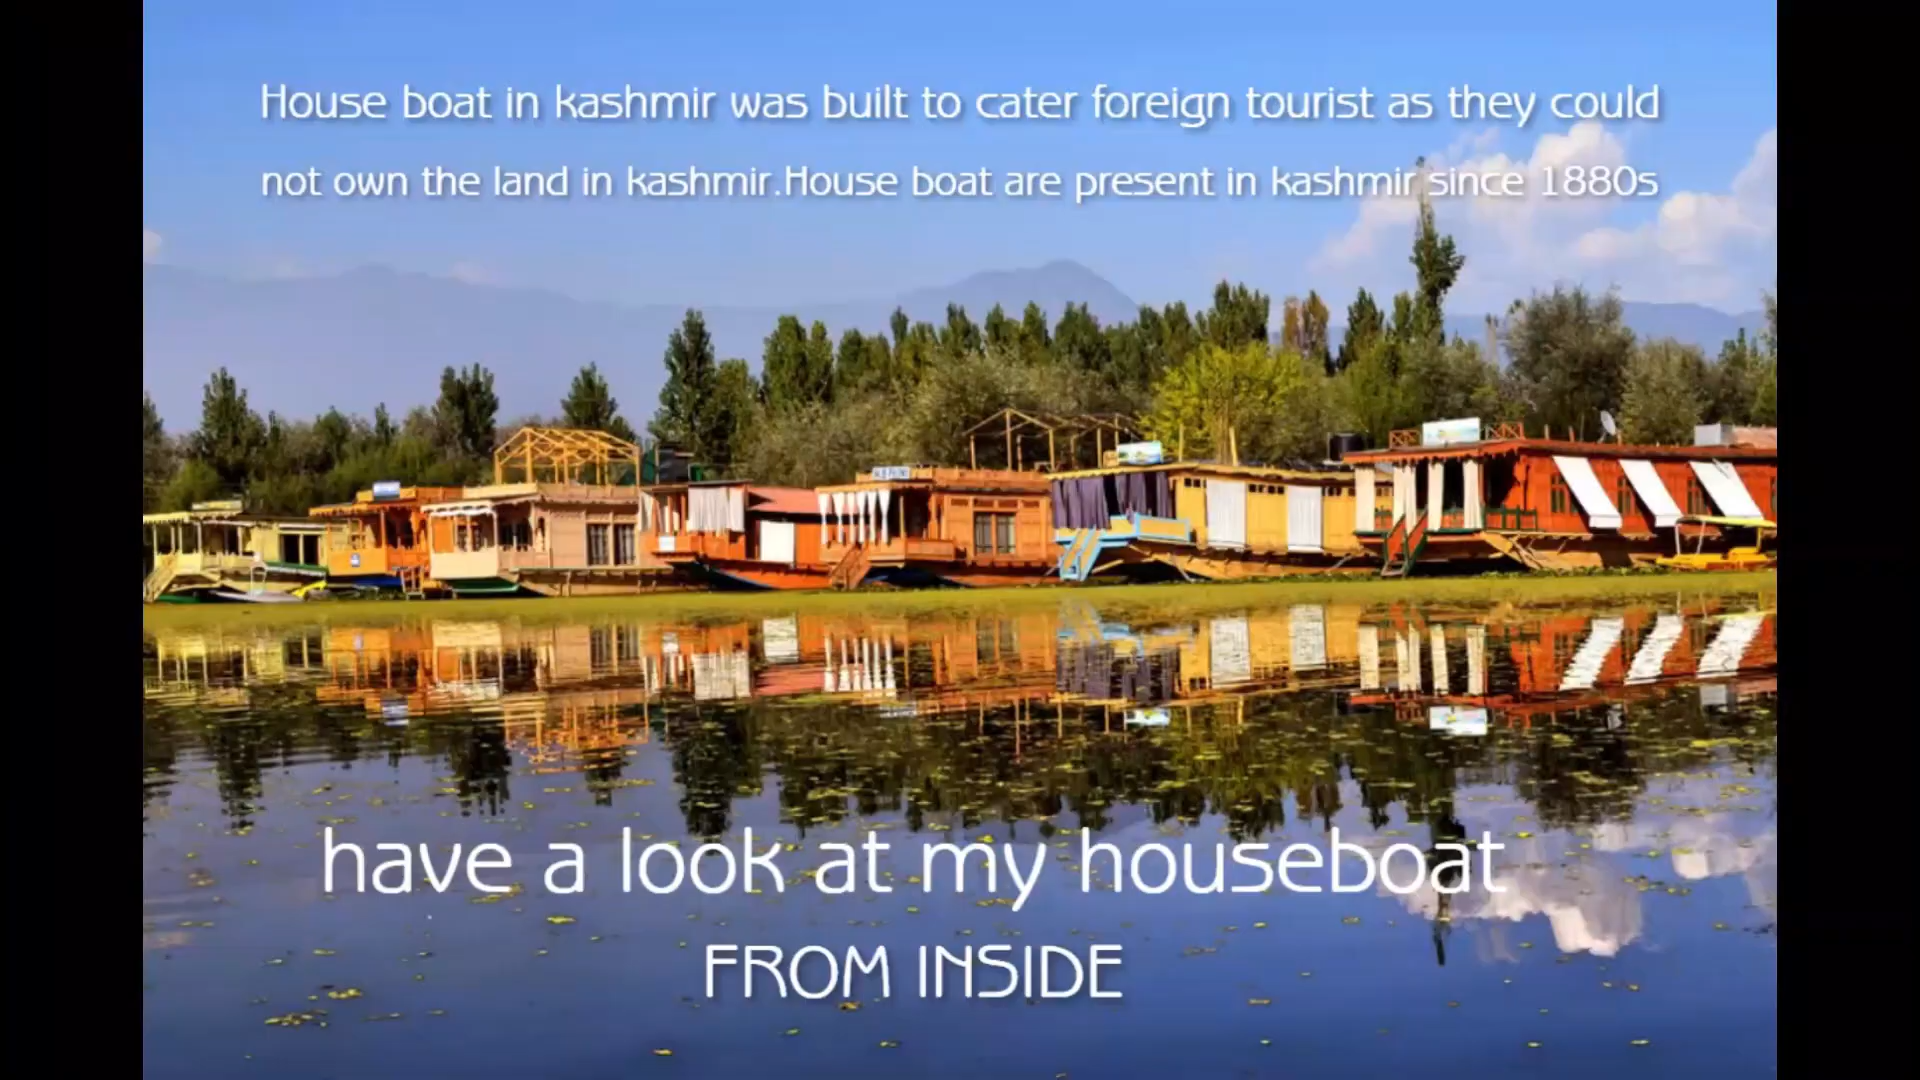 House boat in kashmir was built to cater foreign tourist as they could
not own the land in kashmir.House boat are present in kashmir since 1880s
have a look at my houseboat
FROM INSIDE